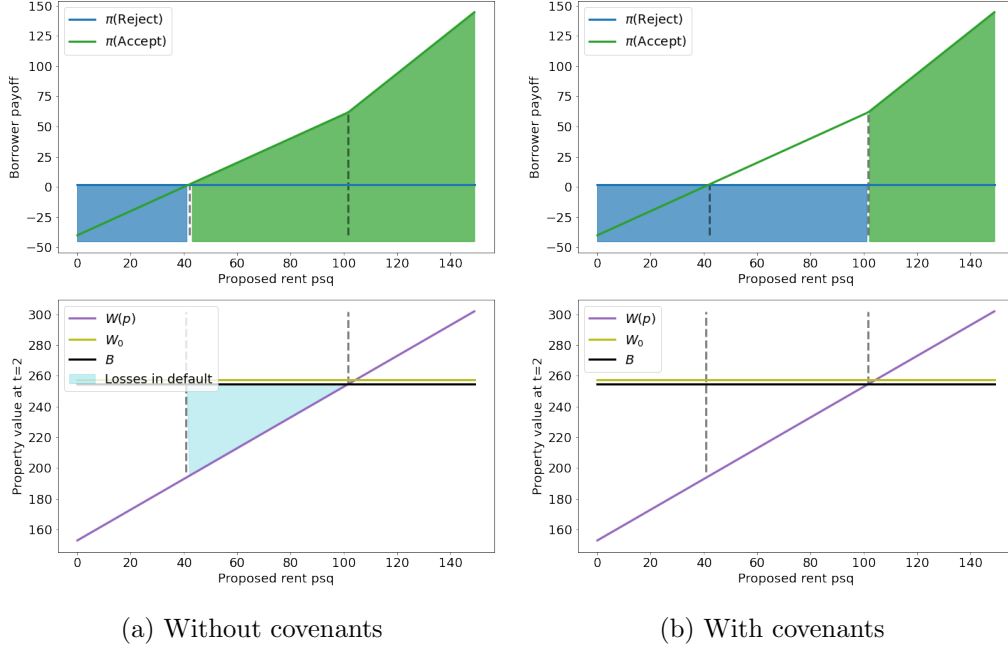 150
125
100
75
50
25
0
−25
−50
Borrower payoff
π(Reject)
π(Accept)
0 20 40 60 80 100 120 140
Proposed rent psq
150
125
100
75
50
25
0
−25
−50
Borrower payoff
π(Reject)
π(Accept)
0 20 40 60 80 100 120 140
Proposed rent psq
300
280
260
240
220
200
180
160
Property value at t=2
W(p)
W₀
B
Losses in default
0 20 40 60 80 100 120 140
Proposed rent psq
(a) Without covenants
300
280
260
240
220
200
180
160
Property value at t=2
W(p)
W₀
B
0 20 40 60 80 100 120 140
Proposed rent psq
(b) With covenants